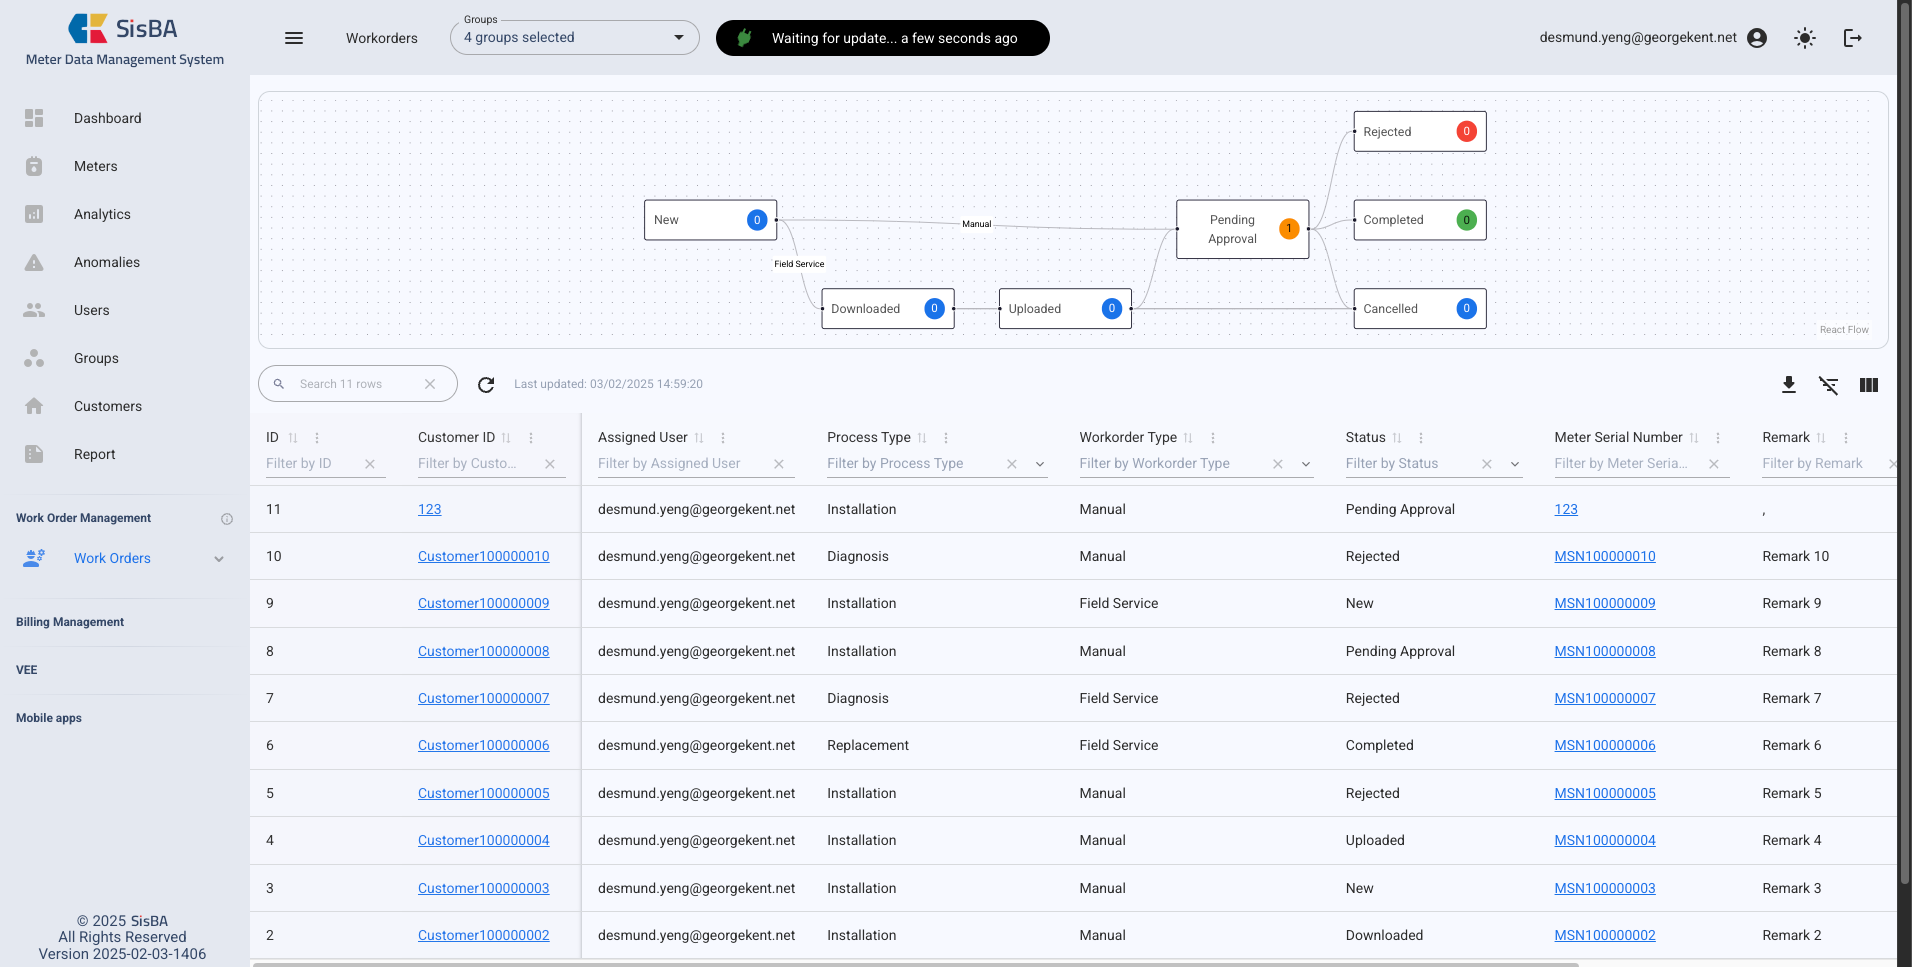 SisBA
Meter Data Management System
Workorders
Groups
4 groups selected
Waiting for update... a few seconds ago
desmund.yeng@georgekent.net
Dashboard
Meters
Analytics
Anomalies
Users
Groups
Customers
Report
Work Order Management
Work Orders
Billing Management
VEE
Mobile apps
© 2025 SisBA
All Rights Reserved
Version 2025-02-03-1406
Rejected 0
New 0
Manual
Pending
Approval
1
Completed 0
Field Service
Downloaded 0
Uploaded 0
Cancelled 0
React Flow
Search 11 rows
Last updated: 03/02/2025 14:59:20
ID Customer ID Assigned User Process Type Workorder Type Status Meter Serial Number Remark
Filter by ID Filter by Custo... Filter by Assigned User Filter by Process Type Filter by Workorder Type Filter by Status Filter by Meter Seria... Filter by Remark
11 123 desmund.yeng@georgekent.net Installation Manual Pending Approval 123 ,
10 Customer100000010 desmund.yeng@georgekent.net Diagnosis Manual Rejected MSN100000010 Remark 10
9 Customer100000009 desmund.yeng@georgekent.net Installation Field Service New MSN100000009 Remark 9
8 Customer100000008 desmund.yeng@georgekent.net Installation Manual Pending Approval MSN100000008 Remark 8
7 Customer100000007 desmund.yeng@georgekent.net Diagnosis Field Service Rejected MSN100000007 Remark 7
6 Customer100000006 desmund.yeng@georgekent.net Replacement Field Service Completed MSN100000006 Remark 6
5 Customer100000005 desmund.yeng@georgekent.net Installation Manual Rejected MSN100000005 Remark 5
4 Customer100000004 desmund.yeng@georgekent.net Installation Manual Uploaded MSN100000004 Remark 4
3 Customer100000003 desmund.yeng@georgekent.net Installation Manual New MSN100000003 Remark 3
2 Customer100000002 desmund.yeng@georgekent.net Installation Manual Downloaded MSN100000002 Remark 2